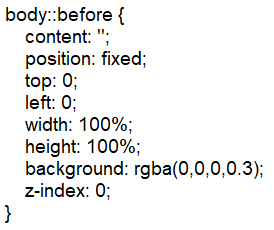 body::before {
    content: '';
    position: fixed;
    top: 0;
    left: 0;
    width: 100%;
    height: 100%;
    background: rgba(0,0,0,0.3);
    z-index: 0;
}